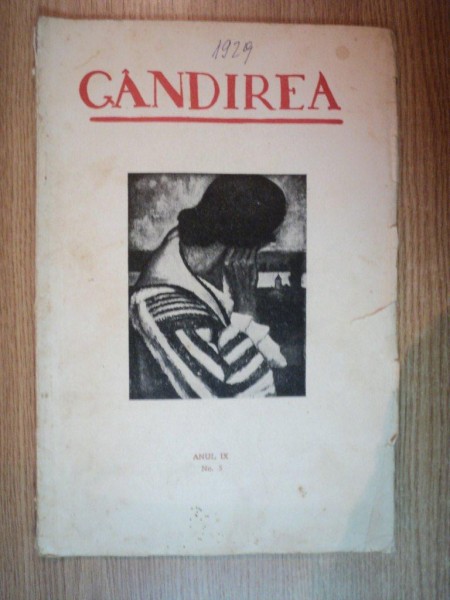 1929
GÂNDIREA
ANUL IX
No. 3